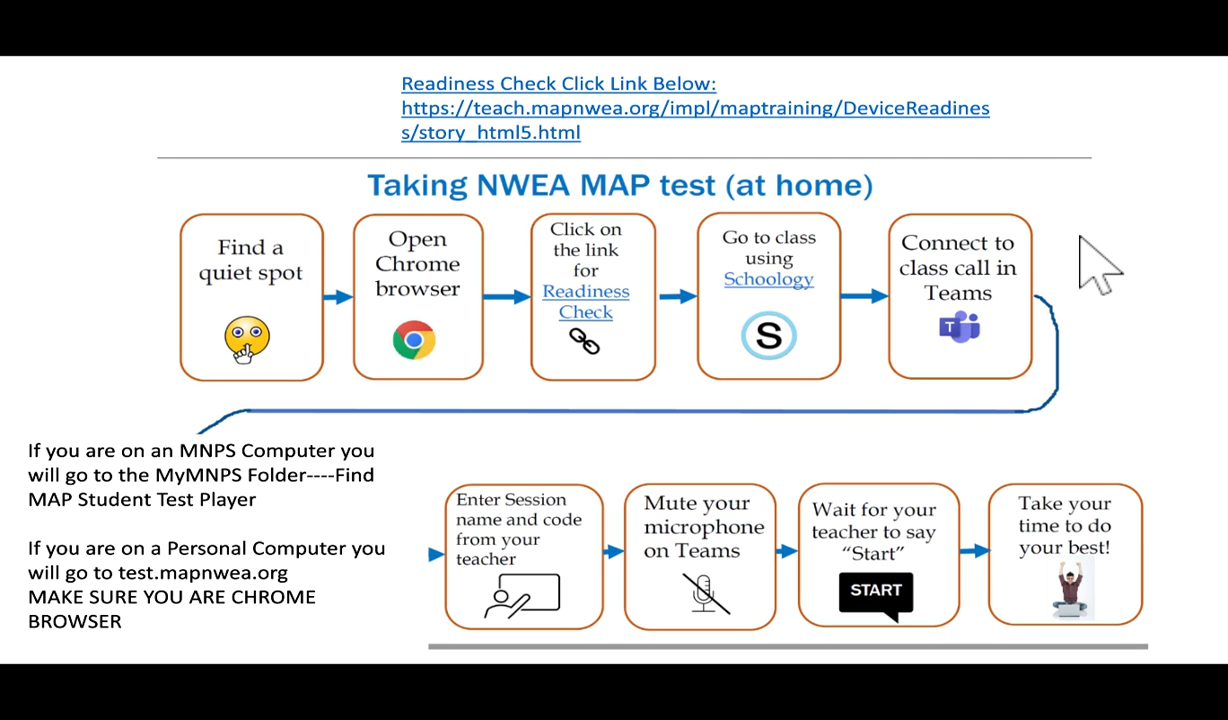 Readiness Check Click Link Below:
https://teach.mapnwea.org/impl/maptraining/DeviceReadines
s/story_html5.html
Taking NWEA MAP test (at home)
Find a
quiet spot
Open
Chrome
browser
Click on
the link
for
Readiness
Check
Go to class
using
Schoology
S
Connect to
class call in
Teams
T
If you are on an MNPS Computer you
will go to the MyMNPS Folder----Find
MAP Student Test Player
If you are on a Personal Computer you
will go to test.mapnwea.org
MAKE SURE YOU ARE CHROME
BROWSER
Enter Session
name and code
from your
teacher
Mute your
microphone
on Teams
Wait for your
teacher to say
“Start”
START
Take your
time to do
your best!